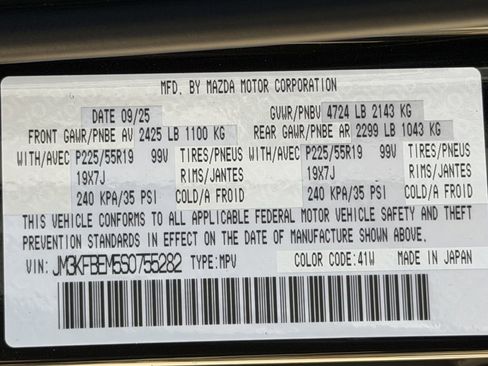 MFD. BY MAZDA MOTOR CORPORATION
DATE 09/25 GVWR/PNBV 4724 LB 2143 KG
FRONT GAWR/PNBE AV 2425 LB 1100 KG REAR GAWR/PNBE AR 2299 LB 1043 KG
WITH/AVEC P225/55R19 99V TIRES/PNEUS WITH/AVEC P225/55R19 99V TIRES/PNEUS
19X7J RIMS/JANTES 19X7J RIMS/JANTES
240 KPA/35 PSI COLD/A FROID 240 KPA/35 PSI COLD/A FROID
THIS VEHICLE CONFORMS TO ALL APPLICABLE FEDERAL MOTOR VEHICLE SAFETY AND THEFT
PREVENTION STANDARDS IN EFFECT ON THE DATE OF MANUFACTURE SHOWN ABOVE.
VIN: JM3KFBEM5S0755282 TYPE:MPV COLOR CODE:41W MADE IN JAPAN